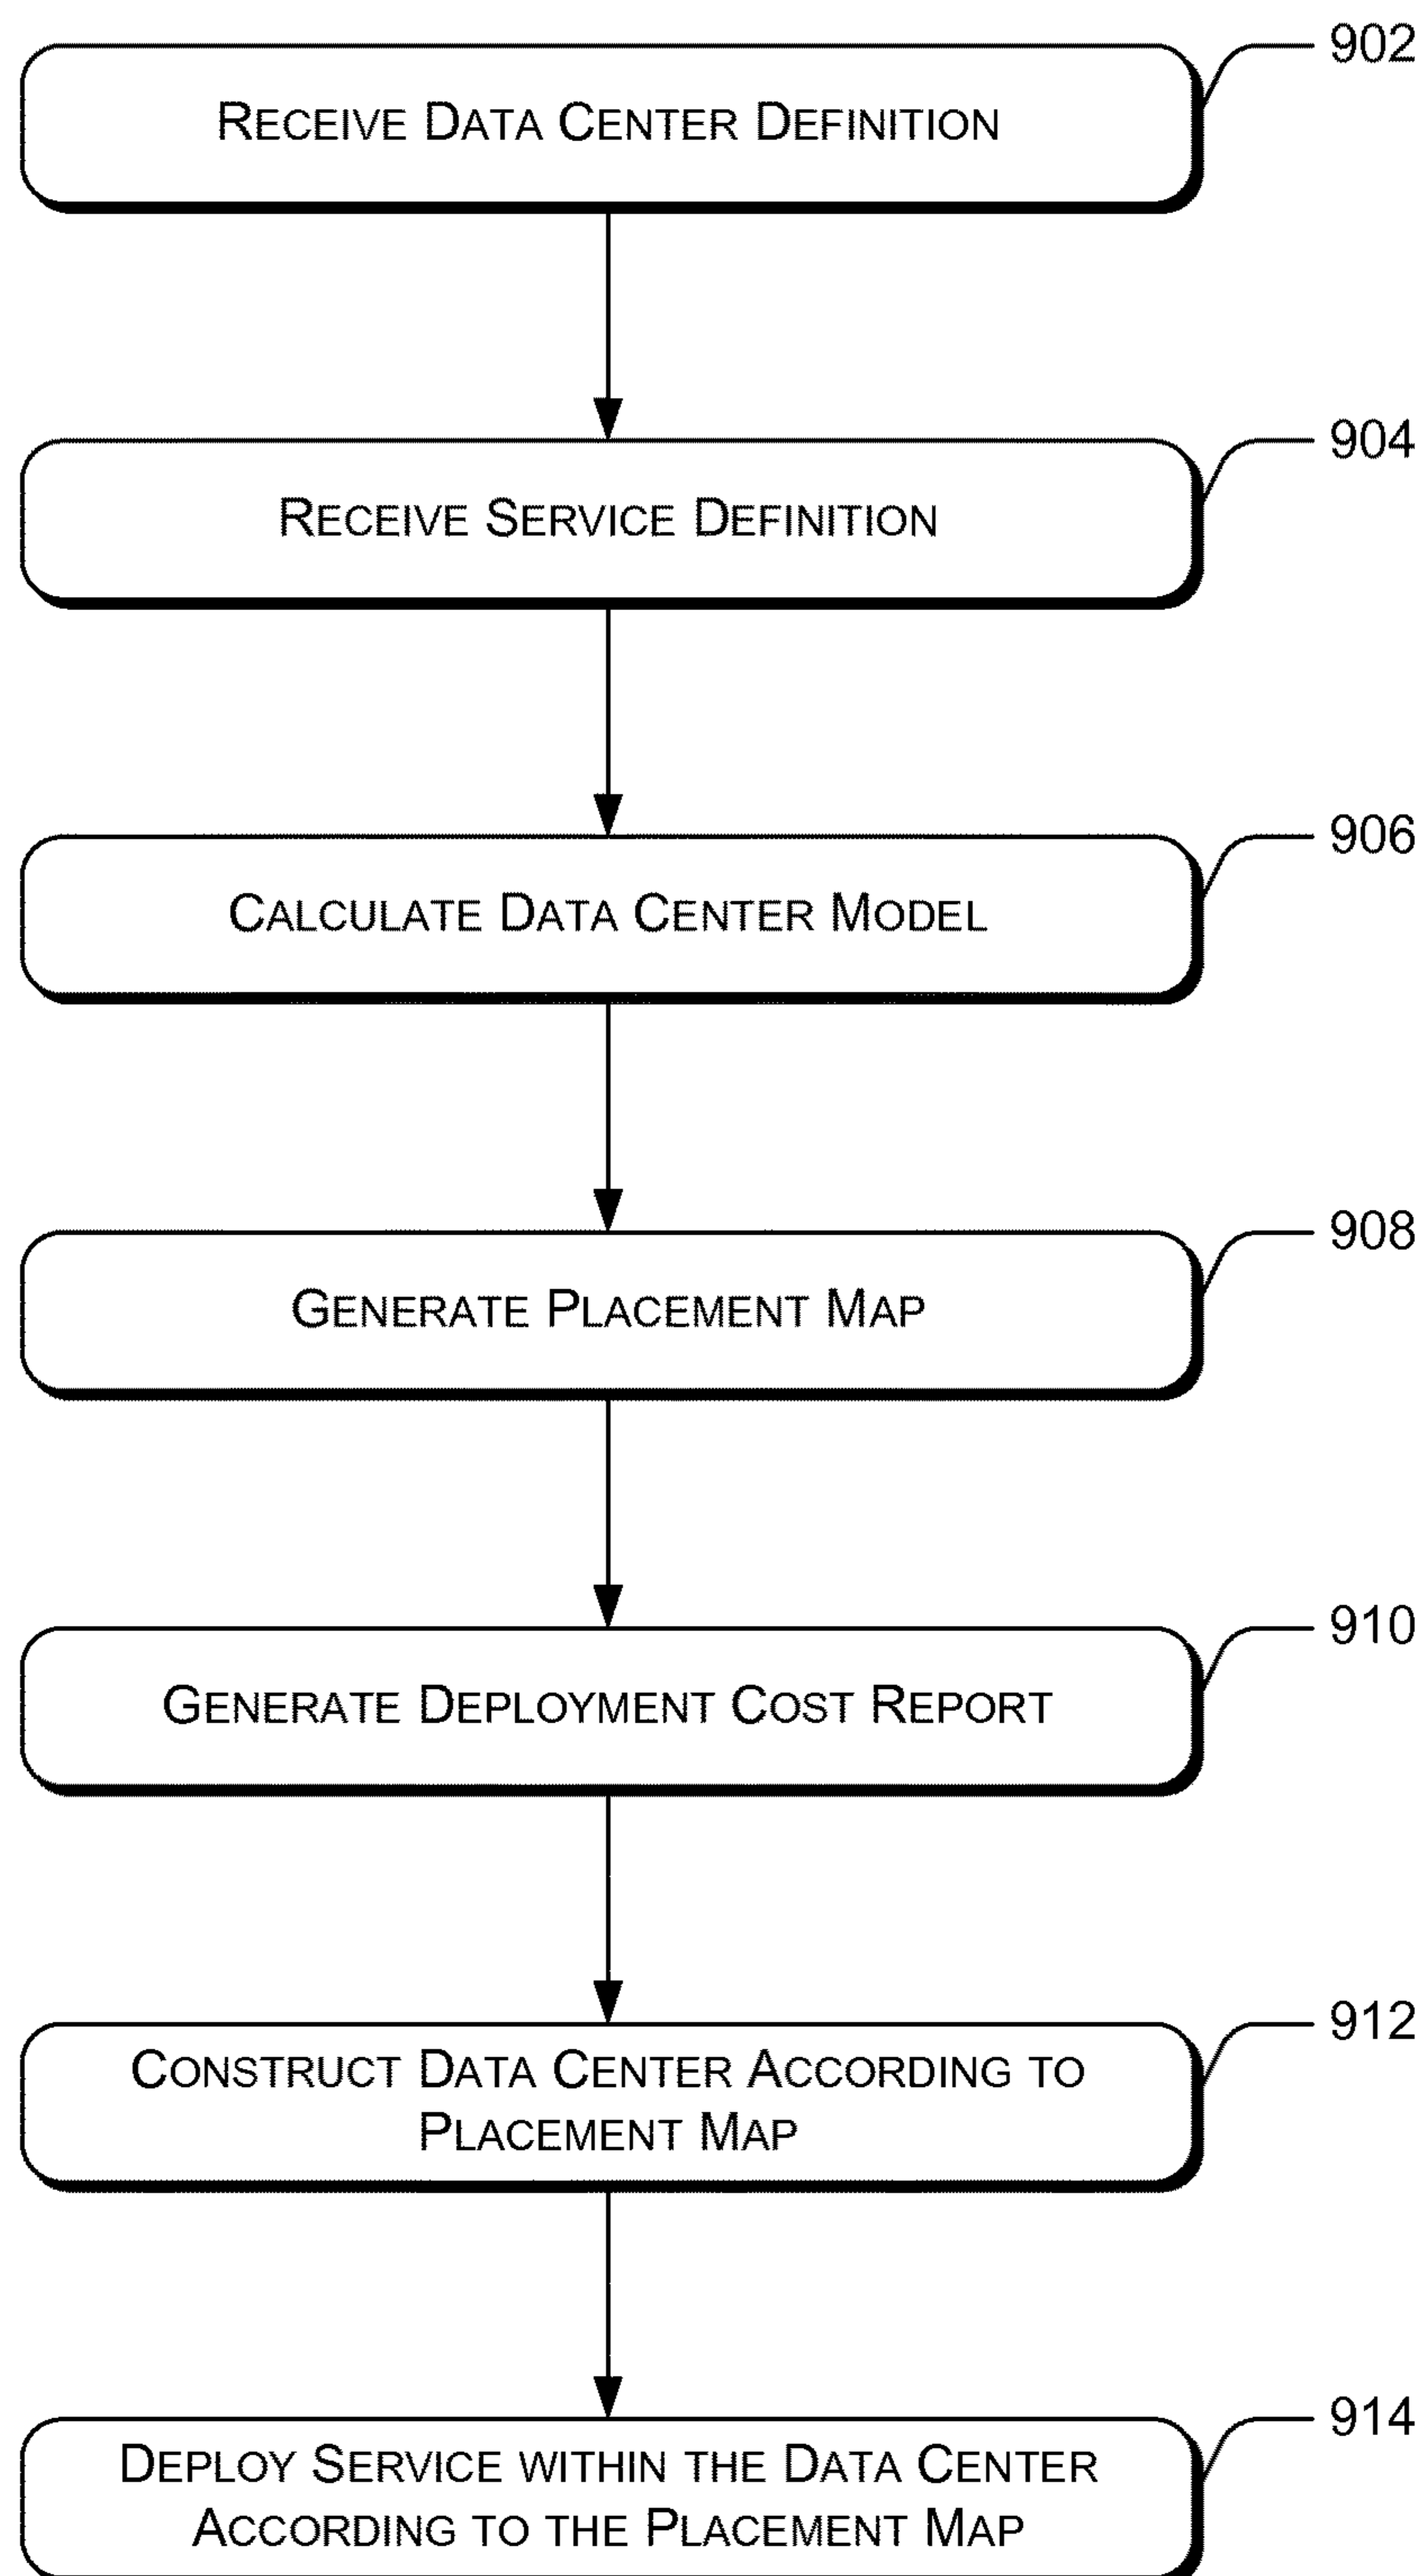 902
RECEIVE DATA CENTER DEFINITION
904
RECEIVE SERVICE DEFINITION
906
CALCULATE DATA CENTER MODEL
908
GENERATE PLACEMENT MAP
910
GENERATE DEPLOYMENT COST REPORT
912
CONSTRUCT DATA CENTER ACCORDING TO
PLACEMENT MAP
914
DEPLOY SERVICE WITHIN THE DATA CENTER
ACCORDING TO THE PLACEMENT MAP